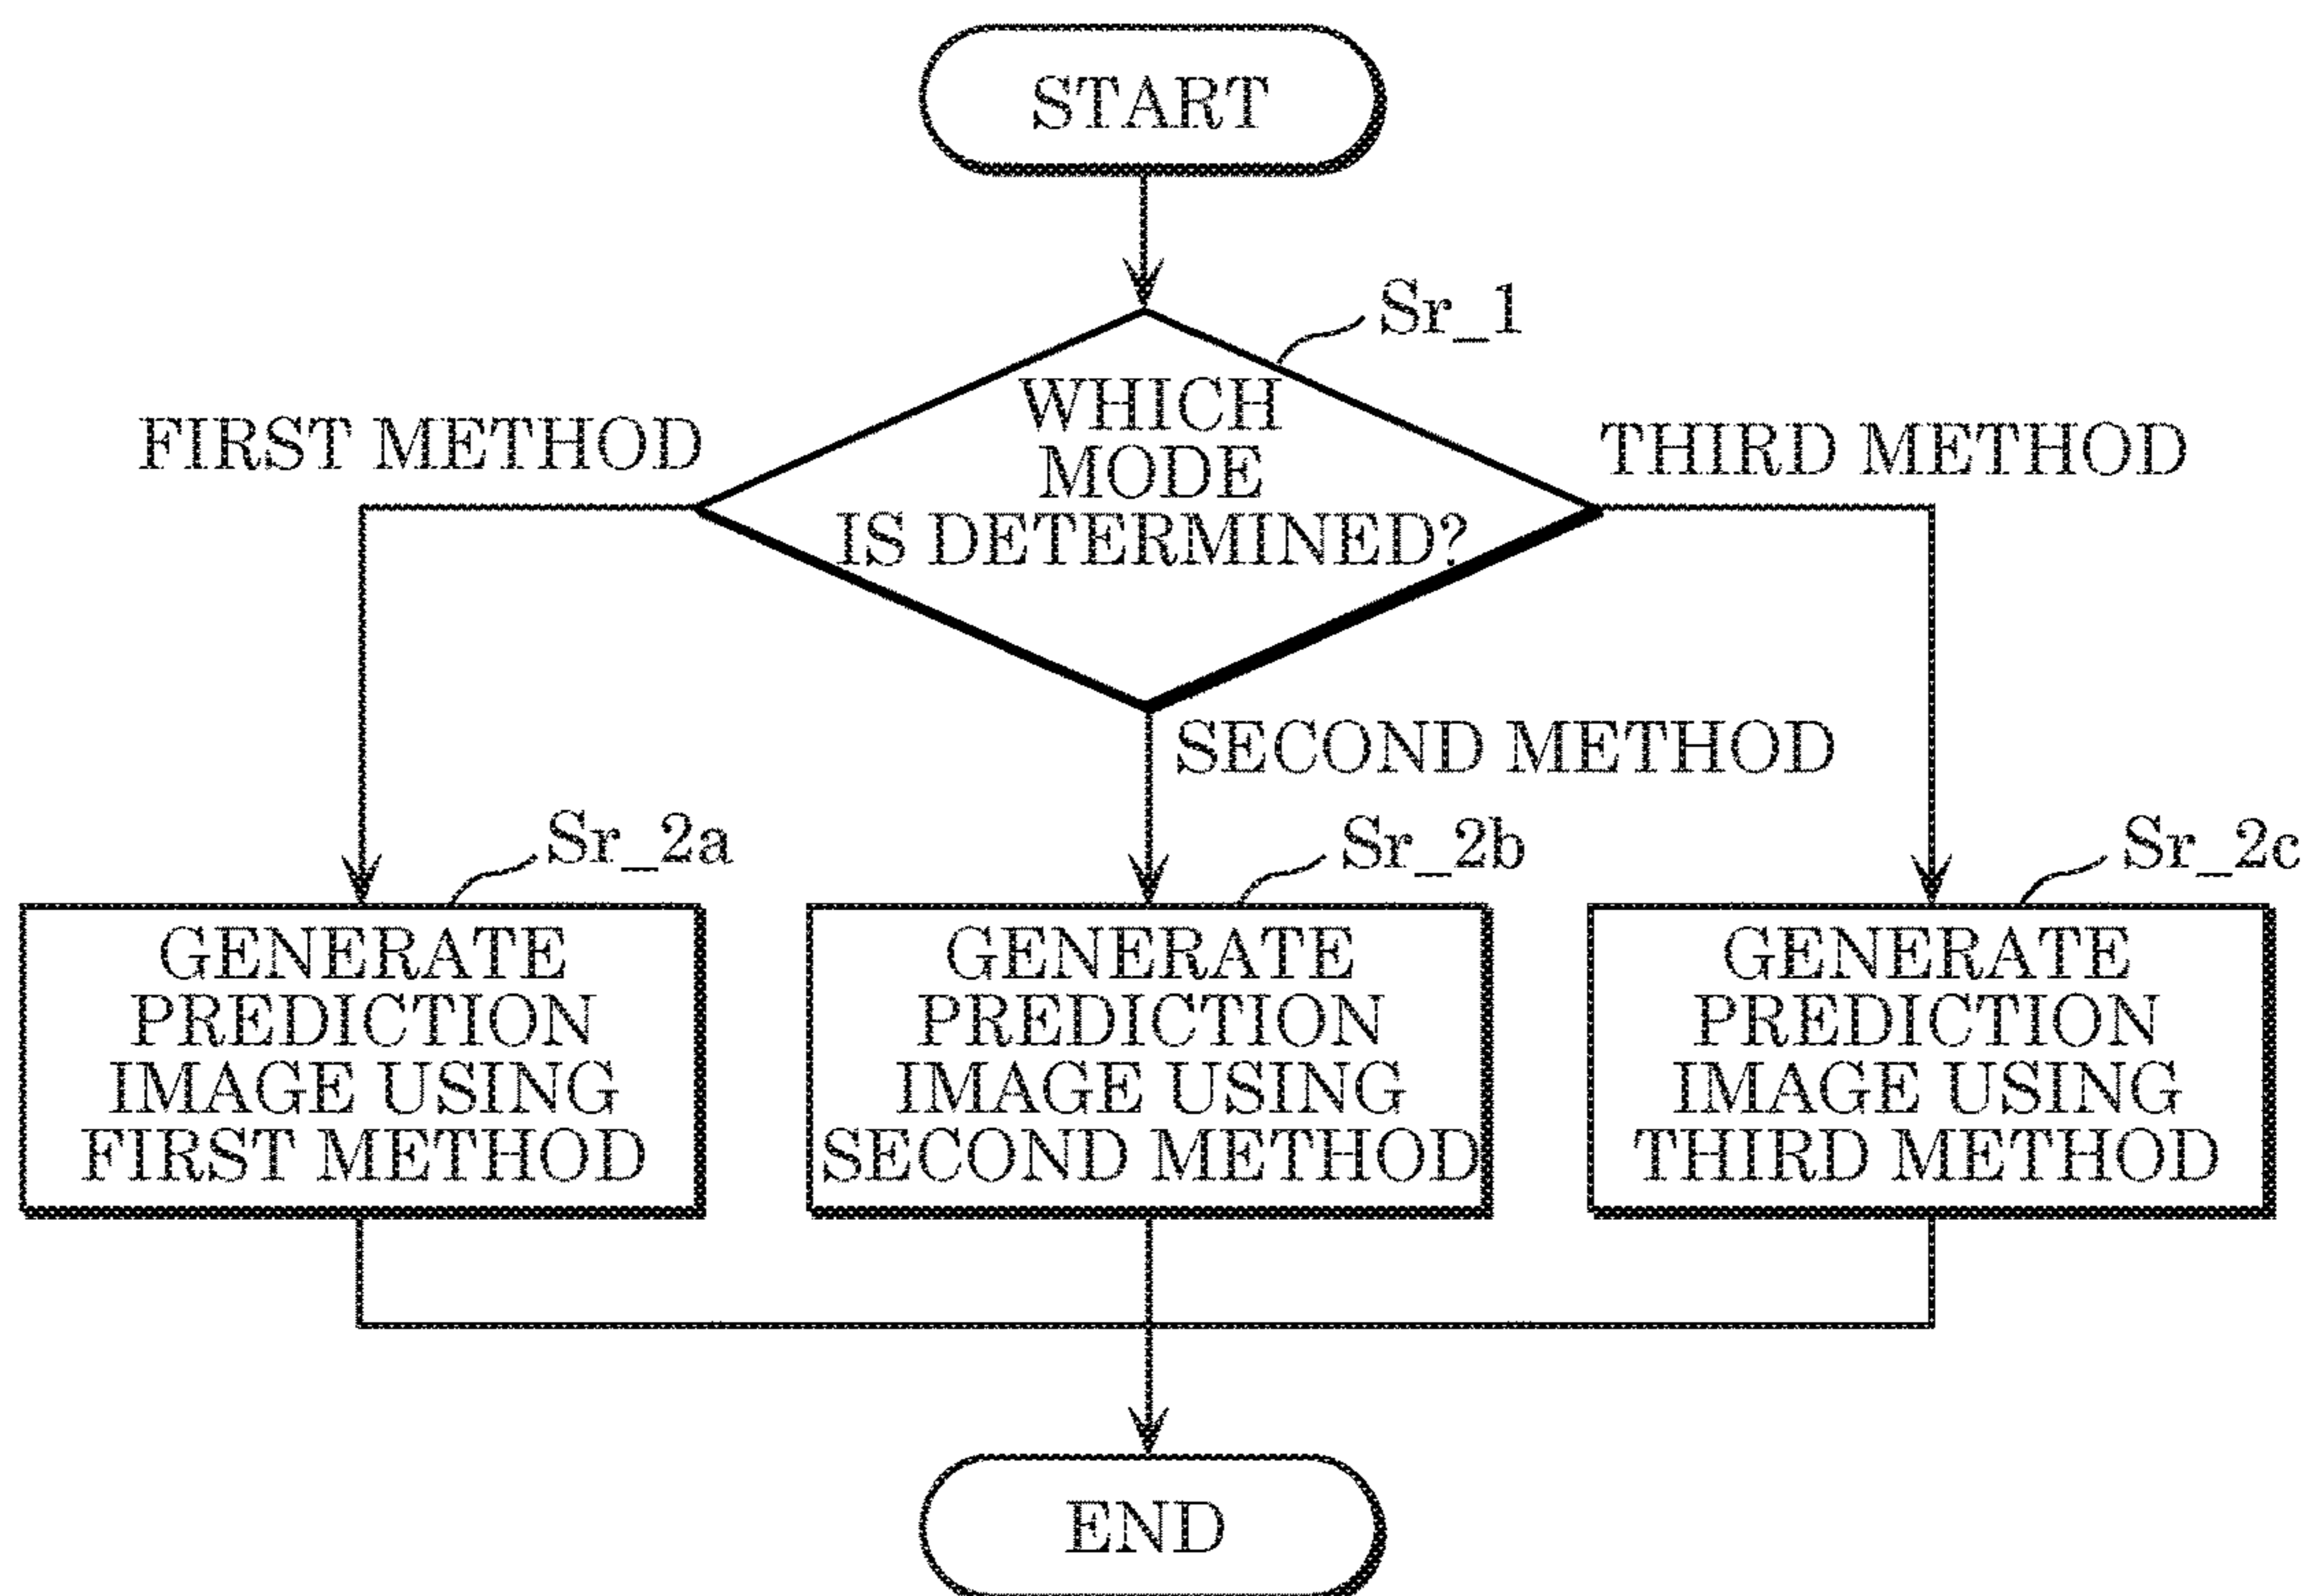 START
Sr_1
WHICH
MODE
IS DETERMINED?
FIRST METHOD
THIRD METHOD
SECOND METHOD
Sr_2a
GENERATE
PREDICTION
IMAGE USING
FIRST METHOD
Sr_2b
GENERATE
PREDICTION
IMAGE USING
SECOND METHOD
Sr_2c
GENERATE
PREDICTION
IMAGE USING
THIRD METHOD
END